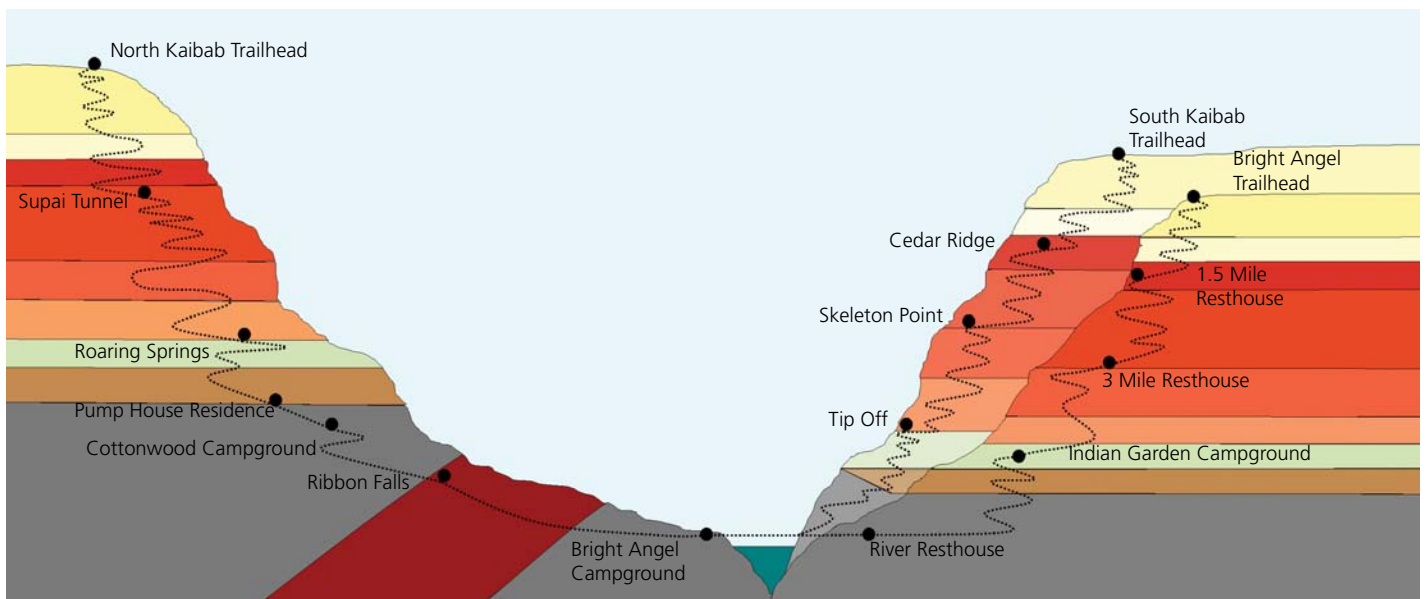 North Kaibab Trailhead
South Kaibab
Trailhead
Bright Angel
Trailhead
Supai Tunnel
Cedar Ridge
1.5 Mile
Resthouse
Skeleton Point
Roaring Springs
3 Mile Resthouse
Pump House Residence
Tip Off
Cottonwood Campground
Indian Garden Campground
Ribbon Falls
Bright Angel
Campground
River Resthouse